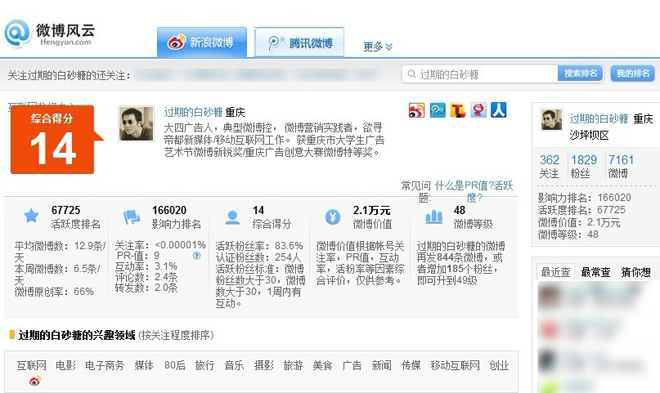 微博风云
tfengyun.com
新浪微博
腾讯微博
更多
关注过期的白砂糖的还关注:
过期的白砂糖
搜索排名
我的排名
综合得分
14
过期的白砂糖 重庆
大四广告人，典型微博控， 微博营销实践者，欲寻
帝都新媒体/移动互联网工作。 获重庆市大学生广告
艺术节微博新锐奖/重庆广告创意大赛微博特等奖。
常见问题:
什么是PR值?活跃度?
67725
活跃度排名
平均微博数：12.9条/
天
本周微博数：6.5条/
天
微博原创率：66%
166020
影响力排名
关注率：<0.00001%
PR-值：9
互动率：3.1%
评论数：2.4条
转发数：2.0条
14
综合得分
活跃粉丝率：83.6%
认证粉丝数：254人
活跃粉丝标准：微博
粉丝数大于30，微博
数大于30，1周内有
互动。
2.1万元
微博价值
微博价值根据帐号关
注率，PR值，互动
率，活粉率等因素综
合评价，仅供参考。
48
微博等级
过期的白砂糖的微博
再发844条微博，或
者增加185个粉丝，
即可升到49级
过期的白砂糖的兴趣领域 (按关注程度排序)
互联网 电影 电子商务 媒体 80后 旅行 音乐 摄影 旅游 美食 广告 新闻 传媒 移动互联网 创业
过期的白砂糖 重庆
沙坪坝区
362 1829 7161
关注 粉丝 微博
影响力排名：166020
活跃度排名：67725
微博价值：2.1万元
微博等级：48
最近查 最常查 猜你想